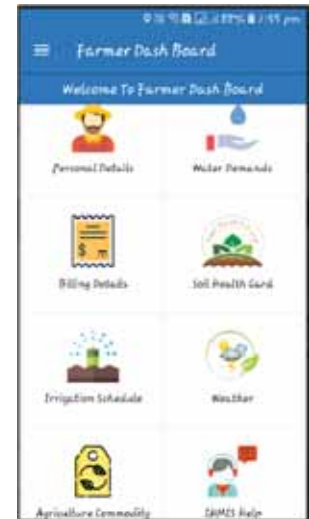 Farmer Dash Board
Welcome To Farmer Dash Board
Personal Details
Water Demands
$
Billing Details
Soil Health Card
Irrigation Schedule
Weather
Agriculture Commodity
Help